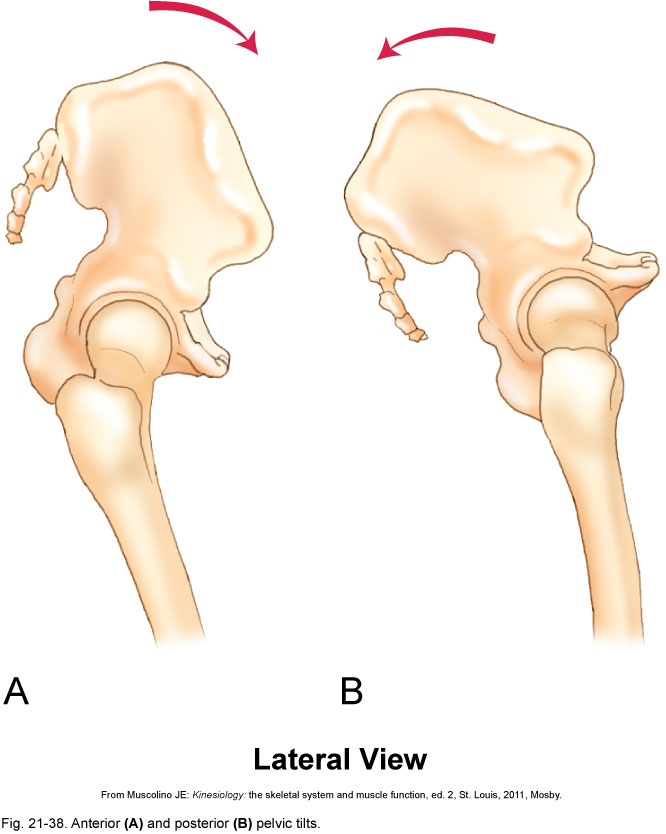 A B
Lateral View
From Muscolino JE: Kinesiology: the skeletal system and muscle function, ed. 2, St. Louis, 2011, Mosby.
Fig. 21-38. Anterior (A) and posterior (B) pelvic tilts.